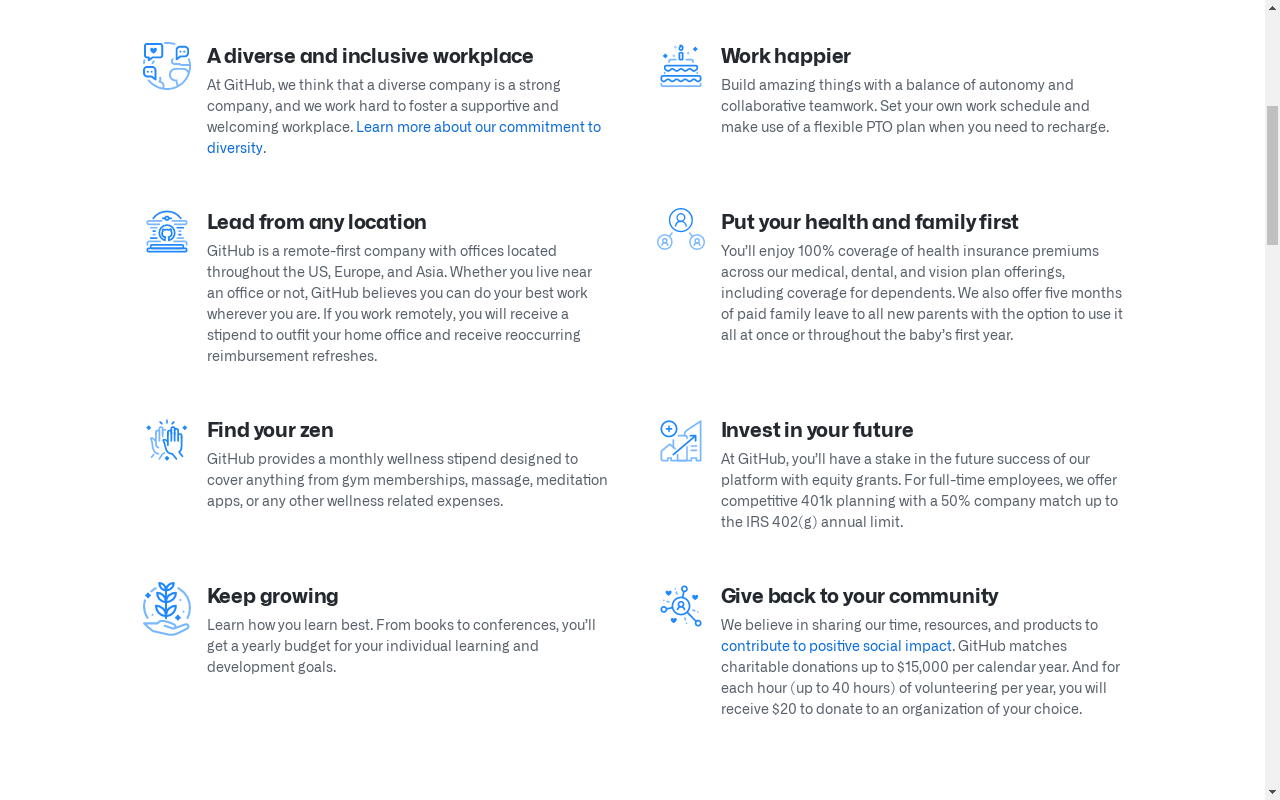 A diverse and inclusive workplace
At GitHub, we think that a diverse company is a strong
company, and we work hard to foster a supportive and
welcoming workplace. Learn more about our commitment to
diversity.
Work happier
Build amazing things with a balance of autonomy and
collaborative teamwork. Set your own work schedule and
make use of a flexible PTO plan when you need to recharge.
Lead from any location
GitHub is a remote-first company with offices located
throughout the US, Europe, and Asia. Whether you live near
an office or not, GitHub believes you can do your best work
wherever you are. If you work remotely, you will receive a
stipend to outfit your home office and receive reoccurring
reimbursement refreshes.
Put your health and family first
You’ll enjoy 100% coverage of health insurance premiums
across our medical, dental, and vision plan offerings,
including coverage for dependents. We also offer five months
of paid family leave to all new parents with the option to use it
all at once or throughout the baby’s first year.
Find your zen
GitHub provides a monthly wellness stipend designed to
cover anything from gym memberships, massage, meditation
apps, or any other wellness related expenses.
Invest in your future
At GitHub, you’ll have a stake in the future success of our
platform with equity grants. For full-time employees, we offer
competitive 401k planning with a 50% company match up to
the IRS 402(g) annual limit.
Keep growing
Learn how you learn best. From books to conferences, you’ll
get a yearly budget for your individual learning and
development goals.
Give back to your community
We believe in sharing our time, resources, and products to
contribute to positive social impact. GitHub matches
charitable donations up to $15,000 per calendar year. And for
each hour (up to 40 hours) of volunteering per year, you will
receive $20 to donate to an organization of your choice.